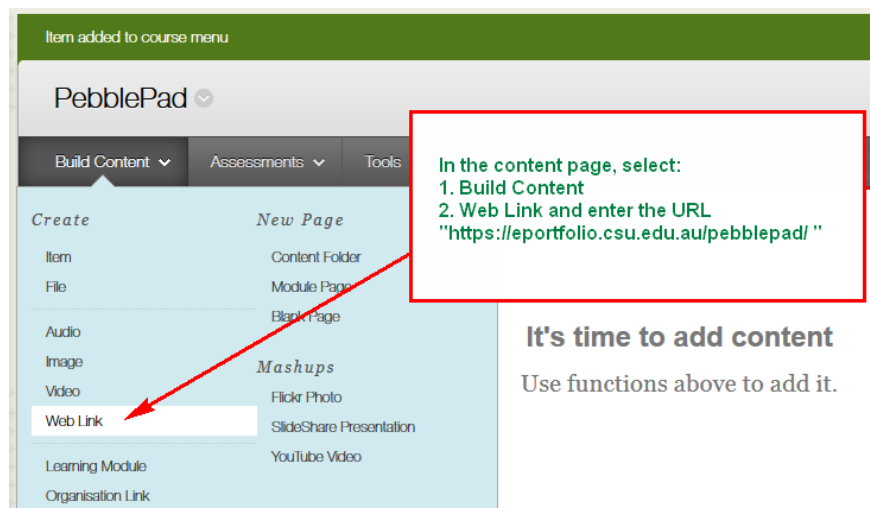 Item added to course menu
PebblePad
Build Content
Assessments
Tools
In the content page, select:
1. Build Content
2. Web Link and enter the URL
"https://eportfolio.csu.edu.au/pebblepad/ "
Create
Item
File
Audio
Image
Video
Web Link
Learning Module
Organisation Link
New Page
Content Folder
Module Page
Blank Page
Mashups
Flickr Photo
SlideShare Presentation
YouTube Video
It's time to add content
Use functions above to add it.